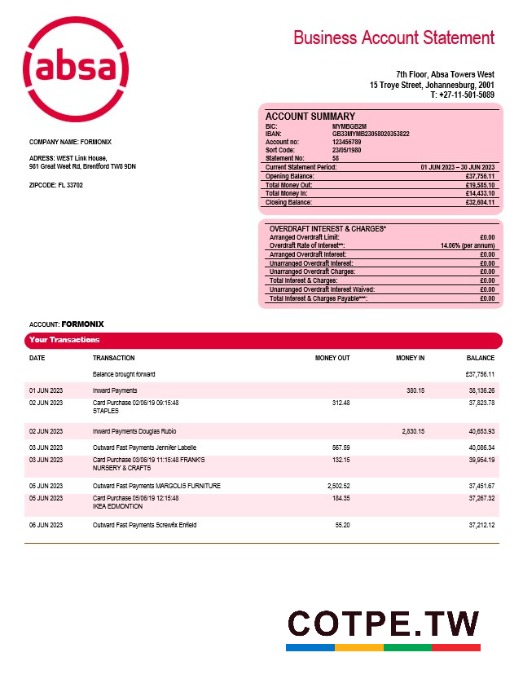 absa
Business Account Statement
7th Floor, Absa Towers West
15 Troye Street, Johannesburg, 2001
T: +27-11-501-5089
ACCOUNT SUMMARY
BIC: MYMBGB2M
IBAN: GB33MYMB23058020353822
Account no: 123456789
Sort Code: 23/05/1980
Statement No: 58
Current Statement Period: 01 JUN 2023 – 30 JUN 2023
Opening Balance: £37,756.11
Total Money Out: £19,585.10
Total Money In: £14,433.10
Closing Balance: £32,604.11
COMPANY NAME: FORMONIX
ADRESS: WEST Link House,
981 Great West Rd, Brentford TW8 9DN
ZIPCODE: FL 33702
OVERDRAFT INTEREST & CHARGES*
Arranged Overdraft Limit: £0.00
Overdraft Rate of Interest**: 14.06% (per annum)
Arranged Overdraft Interest: £0.00
Unarranged Overdraft Interest: £0.00
Unarranged Overdraft Charges: £0.00
Total Interest & Charges: £0.00
Unarranged Overdraft Interest Waived: £0.00
Total Interest & Charges Payable***: £0.00
ACCOUNT: FORMONIX
Your Transactions
DATE TRANSACTION MONEY OUT MONEY IN BALANCE
Balance brought forward £37,756.11
01 JUN 2023 Inward Payments 380.15 38,136.26
02 JUN 2023 Card Purchase 02/06/19 09:15:48 312.48 37,823.78
STAPLES
02 JUN 2023 Inward Payments Douglas Rubio 2,830.15 40,653.93
03 JUN 2023 Outward Fast Payments Jennifer Labelle 567.59 40,086.34
03 JUN 2023 Card Purchase 03/06/19 11:15:48 FRANK'S 132.15 39,954.19
NURSERY & CRAFTS
05 JUN 2023 Outward Fast Payments MARGOLIS FURNITURE 2,502.52 37,451.67
05 JUN 2023 Card Purchase 05/06/19 12:15:48 184.35 37,267.32
IKEA EDMONTION
06 JUN 2023 Outward Fast Payments Screwfix Enfield 55.20 37,212.12
COTPE.TW